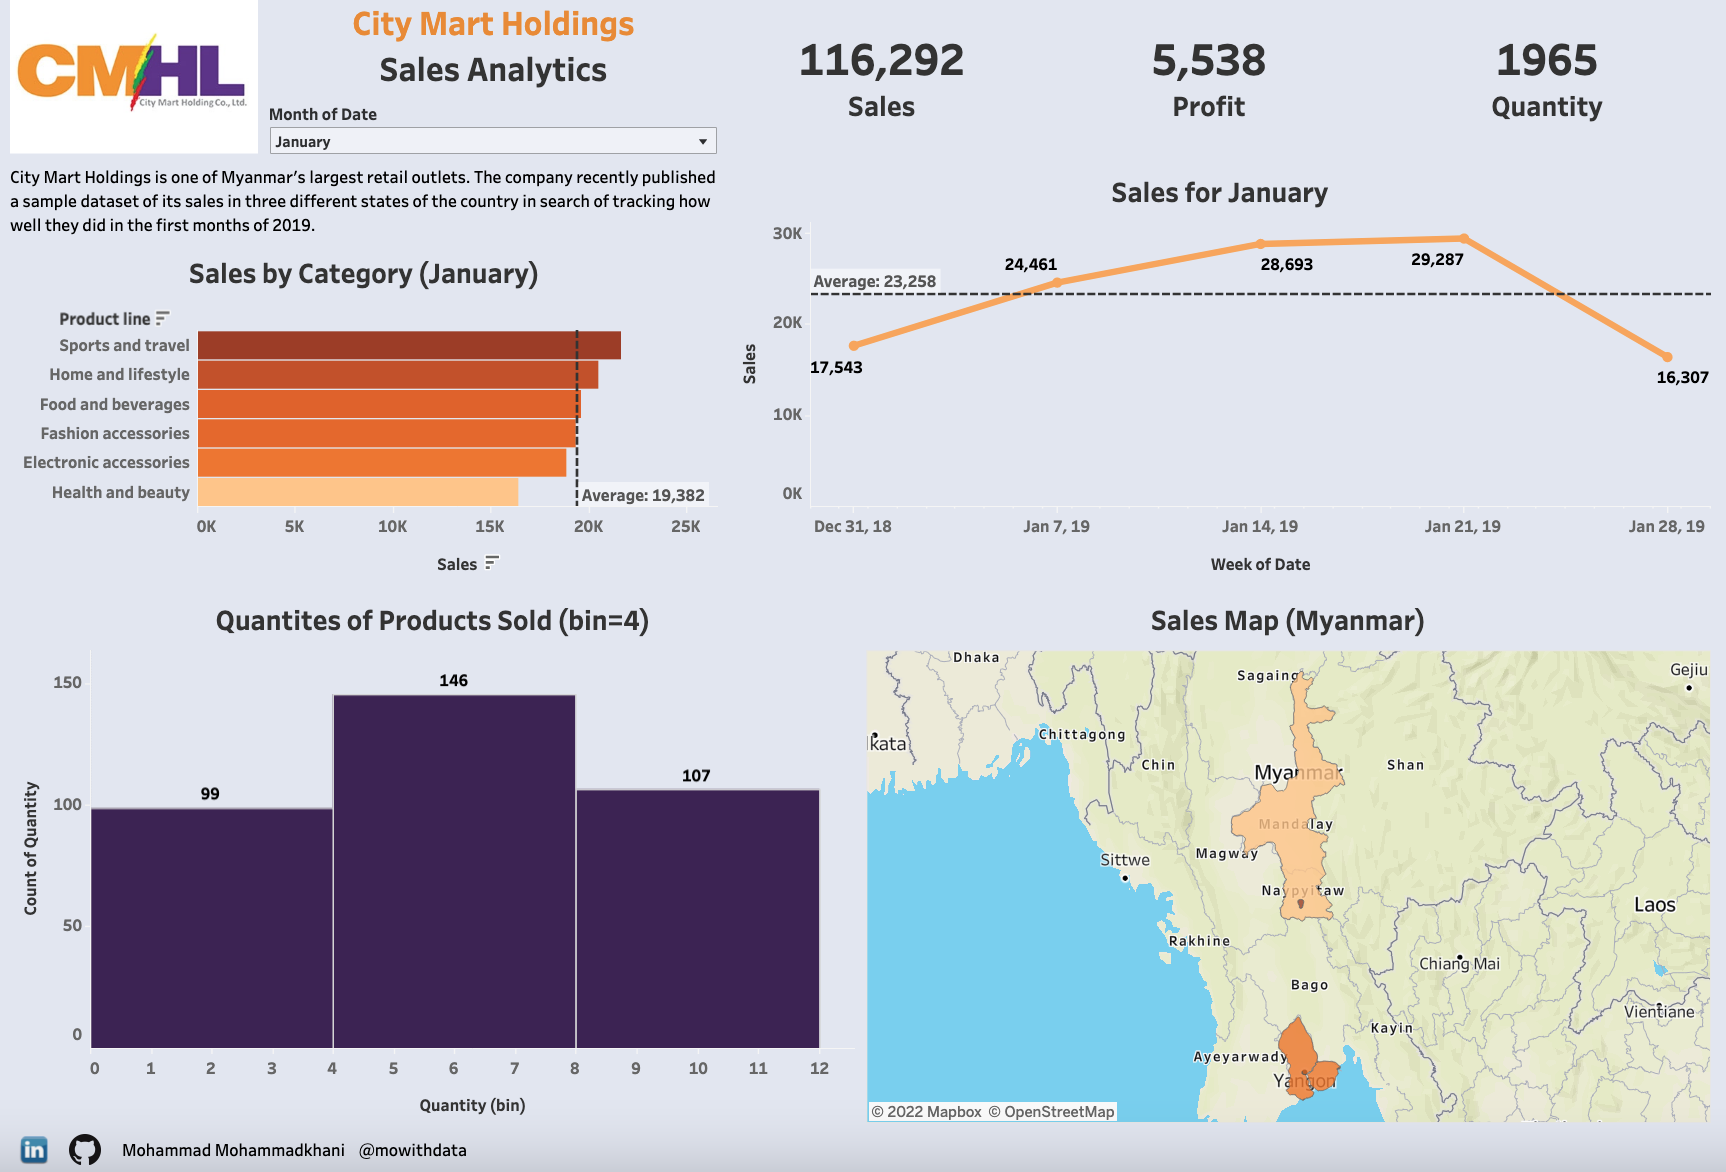 CMHL
City Mart Holding Co., Ltd.
City Mart Holdings
Sales Analytics
Month of Date
January
116,292
Sales
5,538
Profit
1965
Quantity
City Mart Holdings is one of Myanmar's largest retail outlets. The company recently published
a sample dataset of its sales in three different states of the country in search of tracking how
well they did in the first months of 2019.
Sales by Category (January)
Product line
Sports and travel
Home and lifestyle
Food and beverages
Fashion accessories
Electronic accessories
Health and beauty
Average: 19,382
0K 5K 10K 15K 20K 25K
Sales
Sales for January
30K
20K
10K
0K
Sales
Average: 23,258
17,543
24,461
28,693
29,287
16,307
Dec 31, 18 Jan 7, 19 Jan 14, 19 Jan 21, 19 Jan 28, 19
Week of Date
Quantites of Products Sold (bin=4)
150
100
50
0
Count of Quantity
99
146
107
0 1 2 3 4 5 6 7 8 9 10 11 12
Quantity (bin)
Sales Map (Myanmar)
Dhaka
Sagaing
Gejiu
lkata
Chittagong
Chin
Myanmar
Shan
Mandalay
Magway
Sittwe
Naypyitaw
Laos
Rakhine
Chiang Mai
Bago
Vientiane
Kayin
Ayeyarwady
Yangon
© 2022 Mapbox © OpenStreetMap
in
Mohammad Mohammadkhani @mowithdata